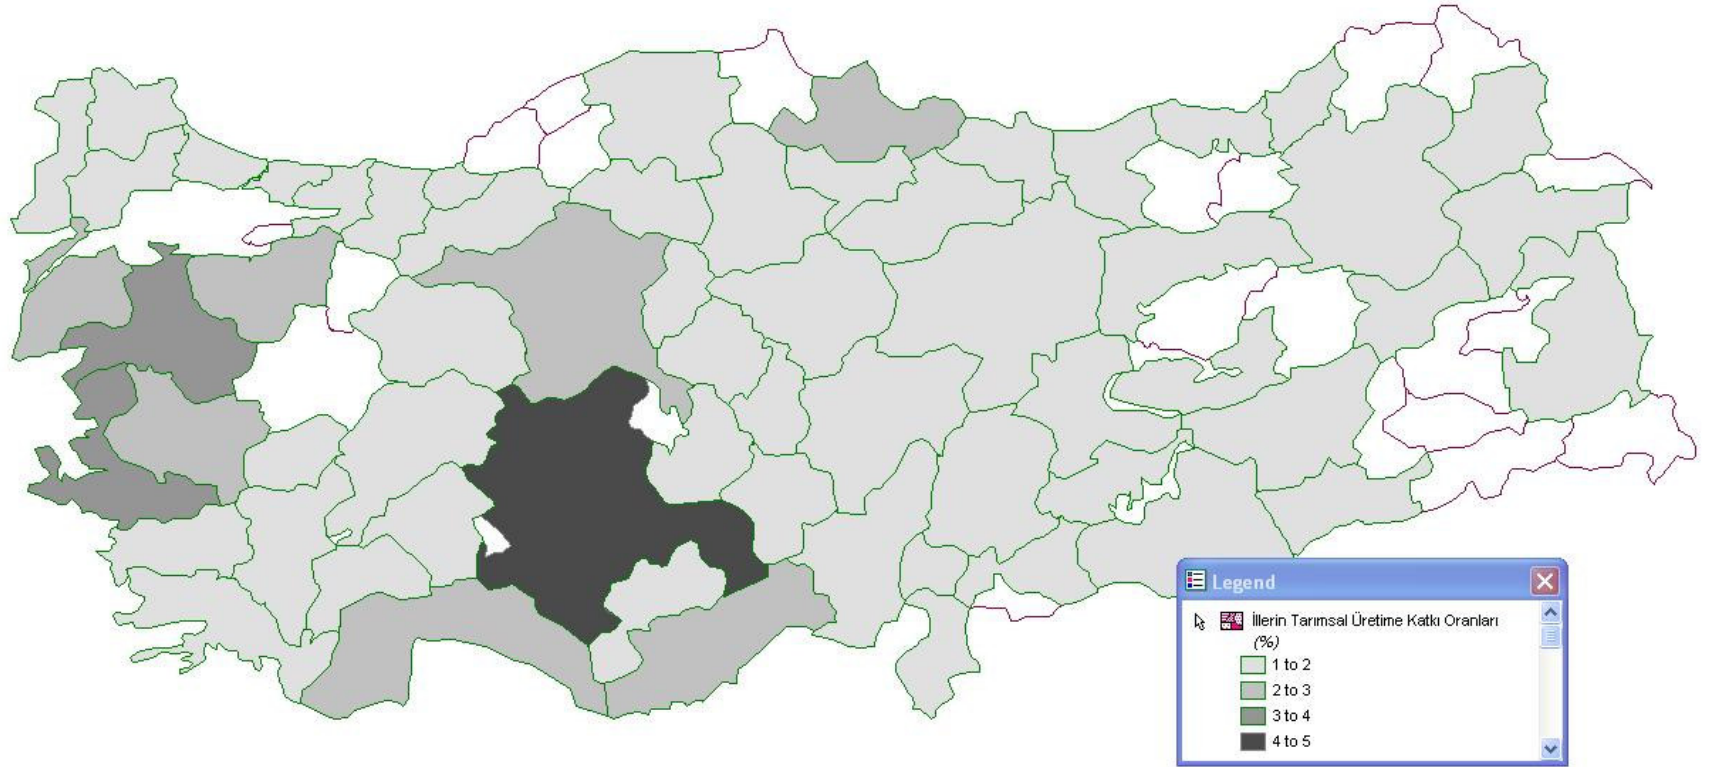 Legend
İllerin Tarımsal Üretime Katkı Oranları
(%)
1 to 2
2 to 3
3 to 4
4 to 5